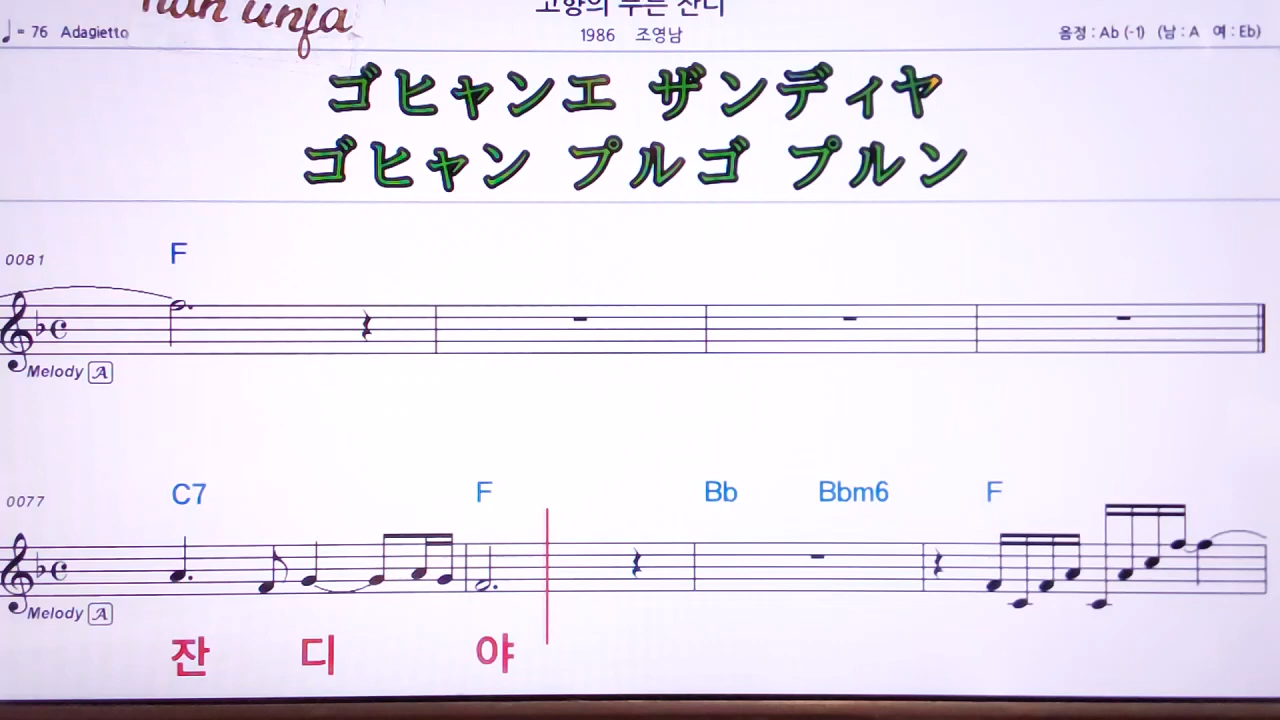 고향의 푸른 잔디
♩= 76 Adagietto
1986 조영남
음정 : Ab (-1) (남 : A 여 : Eb)
ゴヒャンエ ザンディヤ
ゴヒャン プルゴ プルン
0081
F
Melody A
0077
C7 F Bb Bbm6 F
Melody A
잔 디 야